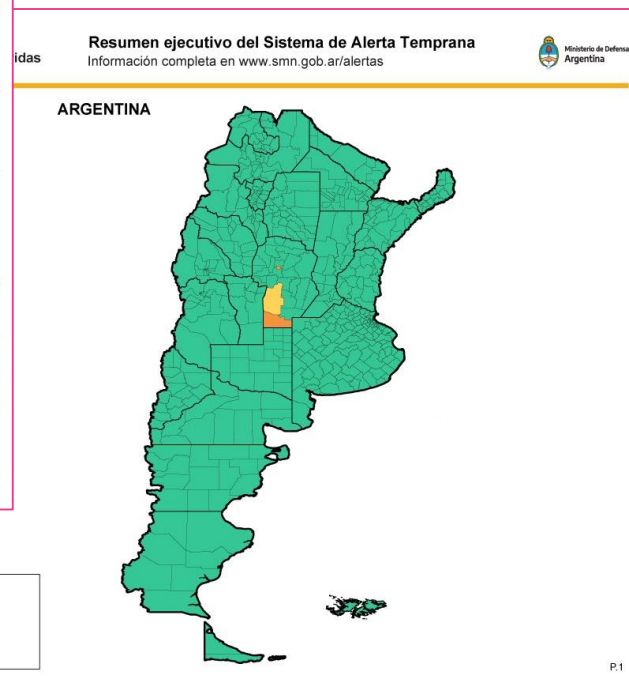 idas
Resumen ejecutivo del Sistema de Alerta Temprana
Información completa en www.smn.gob.ar/alertas
Ministerio de Defensa
Argentina
ARGENTINA
P.1